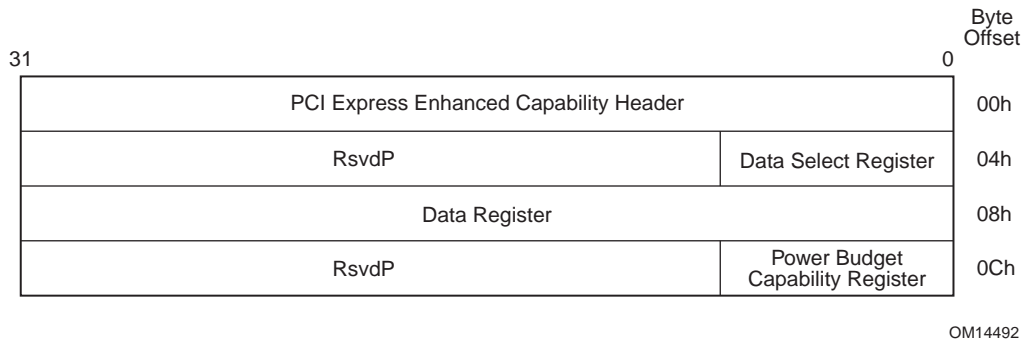 Byte
Offset
31 0
PCI Express Enhanced Capability Header 00h
RsvdP Data Select Register 04h
Data Register 08h
RsvdP Power Budget
Capability Register 0Ch
OM14492